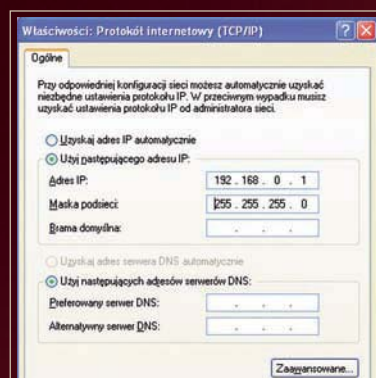 Właściwości: Protokół internetowy (TCP/IP)
Ogólne
Przy odpowiedniej konfiguracji sieci możesz automatycznie uzyskać
niezbędne ustawienia protokołu IP. W przeciwnym wypadku musisz
uzyskać ustawienia protokołu IP od administratora sieci.
Uzyskaj adres IP automatycznie
Użyj następującego adresu IP:
Adres IP: 192 . 168 . 0 . 1
Maska podsieci: 255 . 255 . 255 . 0
Brama domyślna: . . .
Uzyskaj adres serwera DNS automatycznie
Użyj następujących adresów serwerów DNS:
Preferowany serwer DNS: . . .
Alternatywny serwer DNS: . . .
Zaawansowane...